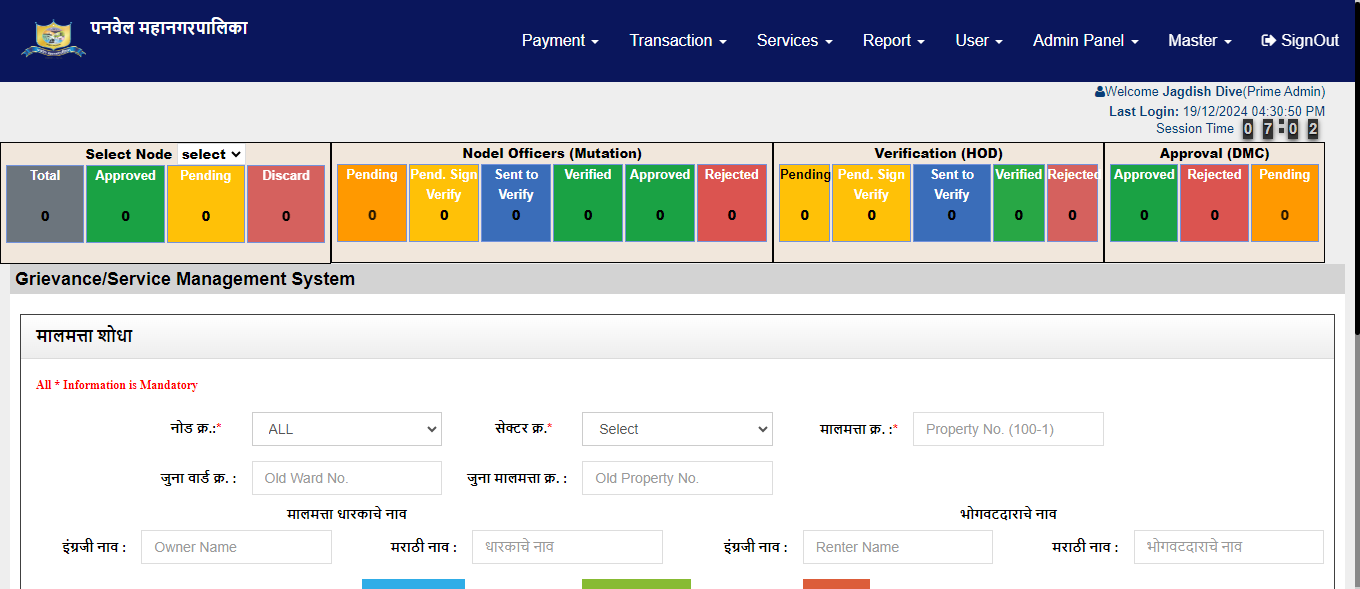 पनवेल महानगरपालिका
Payment Transaction Services Report User Admin Panel Master SignOut
Welcome Jagdish Dive(Prime Admin)
Last Login: 19/12/2024 04:30:50 PM
Session Time 07:02
Select Node select
Total Approved Pending Discard
0 0 0 0
Nodel Officers (Mutation)
Pending Pend. Sign Verify Sent to Verify Verified Approved Rejected
0 0 0 0 0 0
Verification (HOD)
Pending Pend. Sign Verify Sent to Verify Verified Rejected
0 0 0 0 0
Approval (DMC)
Approved Rejected Pending
0 0 0
Grievance/Service Management System
मालमत्ता शोधा
All * Information is Mandatory
नोड क्र.:* ALL सेक्टर क्र.* Select मालमत्ता क्र. :* Property No. (100-1)
जुना वार्ड क्र. : Old Ward No. जुना मालमत्ता क्र. : Old Property No.
मालमत्ता धारकाचे नाव भोगवटदाराचे नाव
इंग्रजी नाव : Owner Name मराठी नाव : धारकाचे नाव इंग्रजी नाव : Renter Name मराठी नाव : भोगवटदाराचे नाव